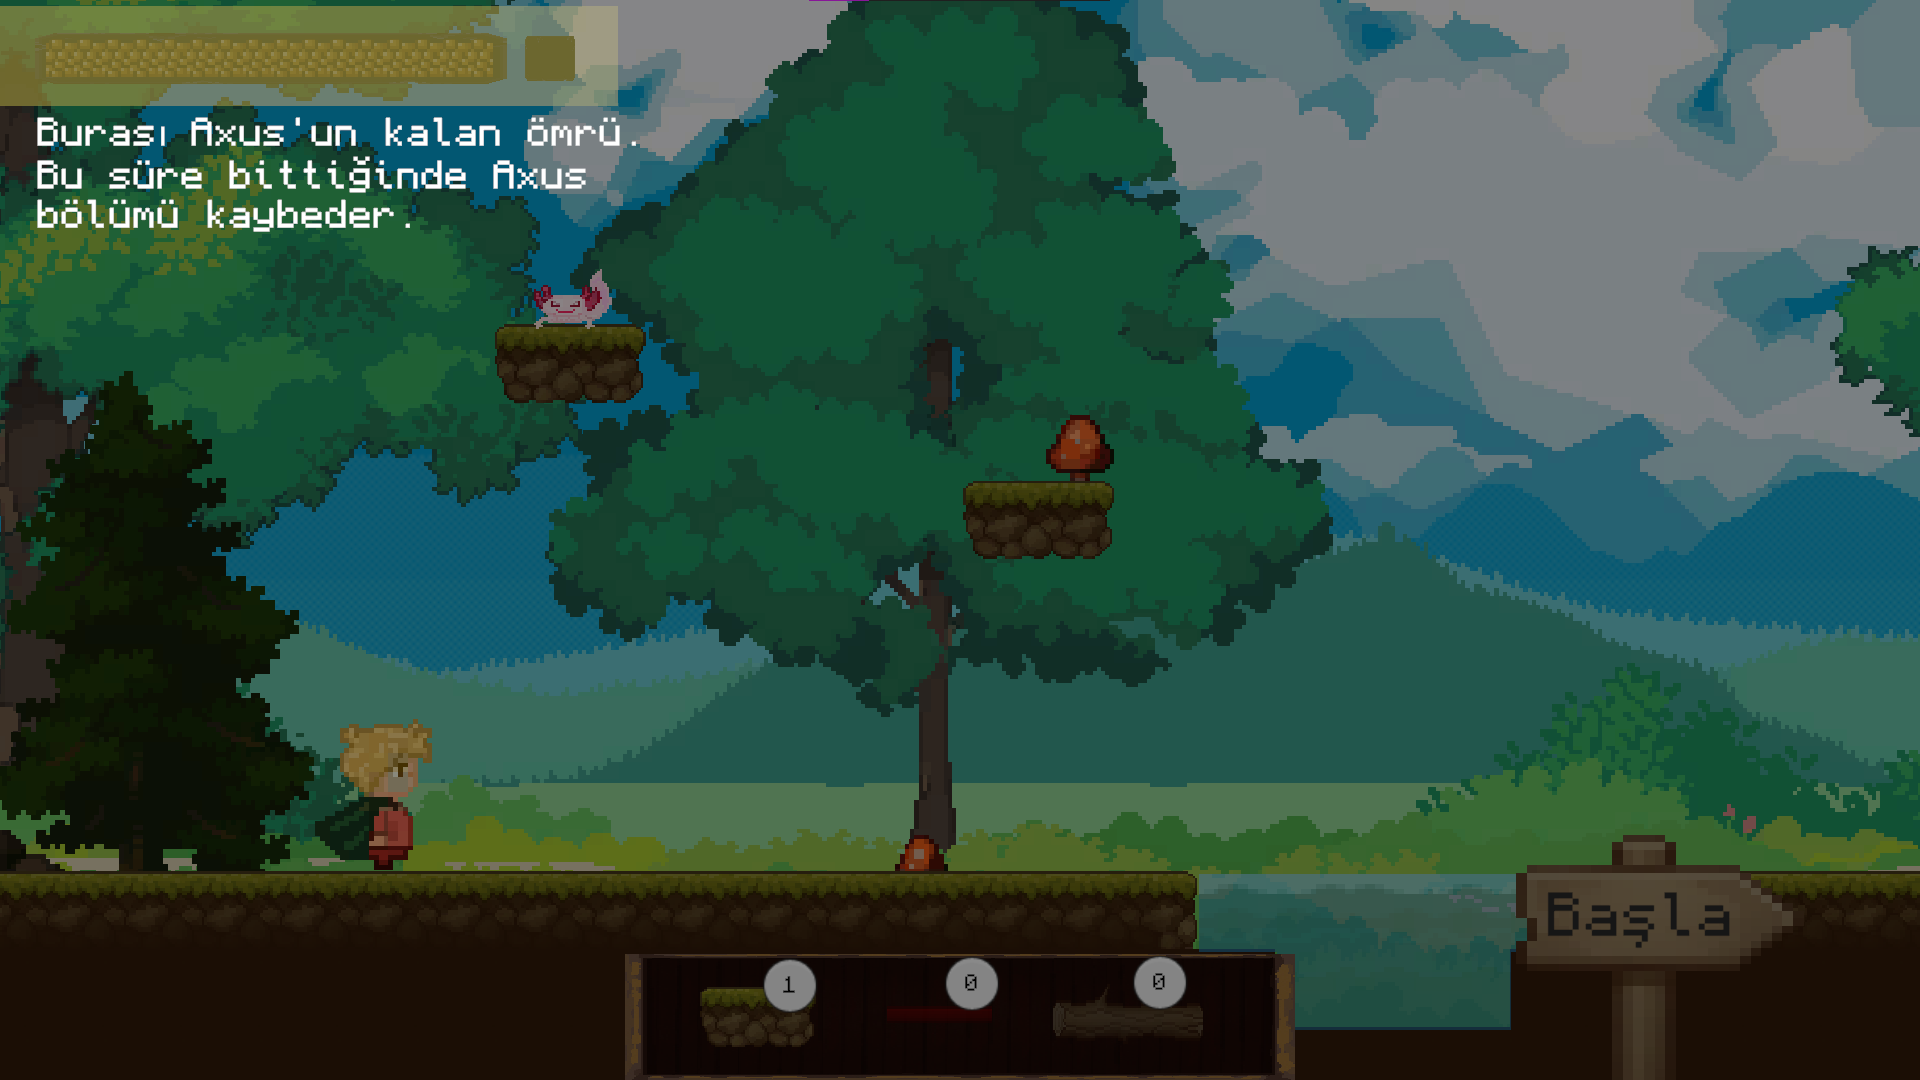 Burası Axus'un kalan ömrü.
Bu süre bittiğinde Axus
bölümü kaybeder.
Başla
1
0
0